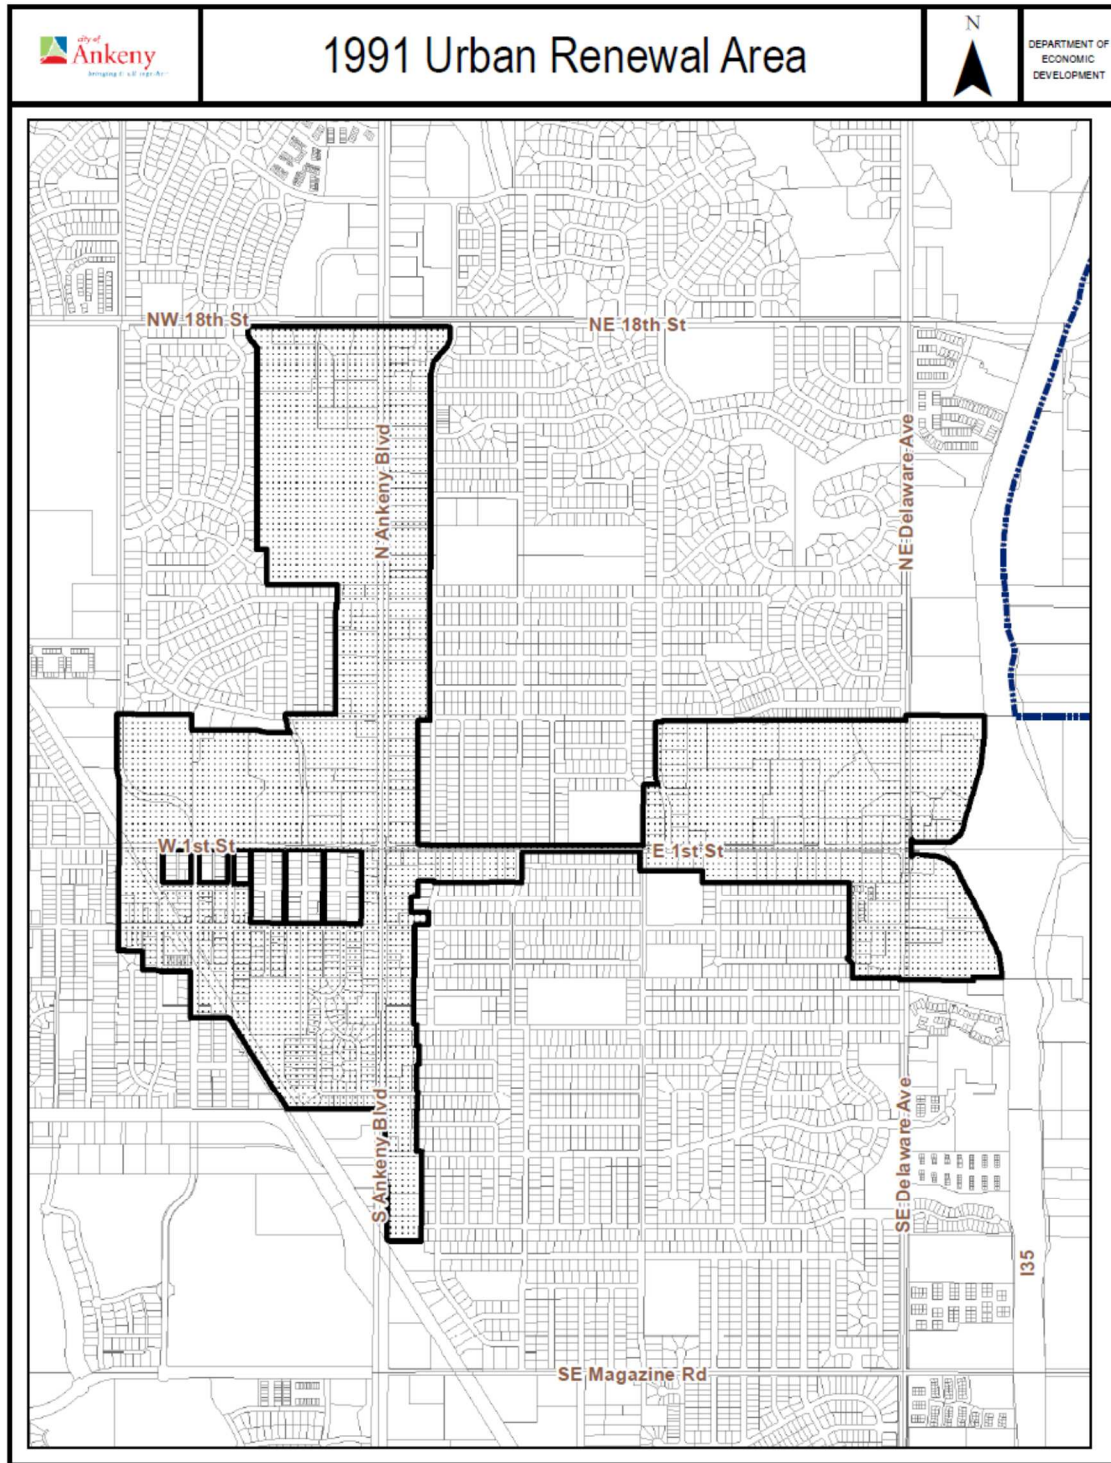 city of
Ankeny
1991 Urban Renewal Area
N
DEPARTMENT OF
ECONOMIC
DEVELOPMENT
NW 18th St
NE 18th St
N Ankeny Blvd
NE Delaware Ave
W 1st St
E 1st St
S Ankeny Blvd
SE Delaware Ave
I35
SE Magazine Rd